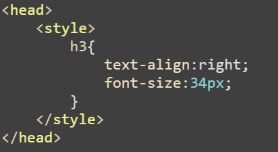 <head>
    <style>
        h3{
            text-align:right;
            font-size:34px;
        }
    </style>
</head>